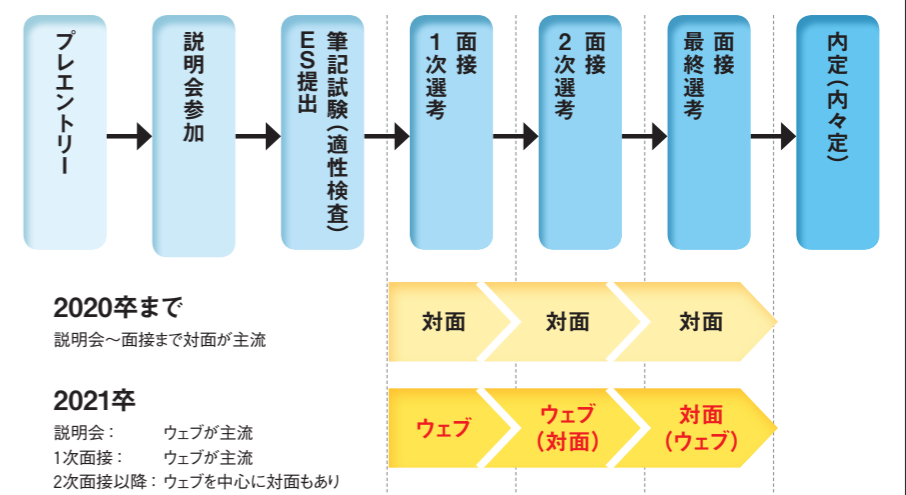 プレエントリー
説明会参加
筆記試験(適性検査)
ES提出
面接
1次選考
面接
2次選考
面接
最終選考
内定(内々定)
2020卒まで
説明会〜面接まで対面が主流
対面
対面
対面
2021卒
説明会： ウェブが主流
1次面接： ウェブが主流
2次面接以降：ウェブを中心に対面もあり
ウェブ
ウェブ
(対面)
対面
(ウェブ)